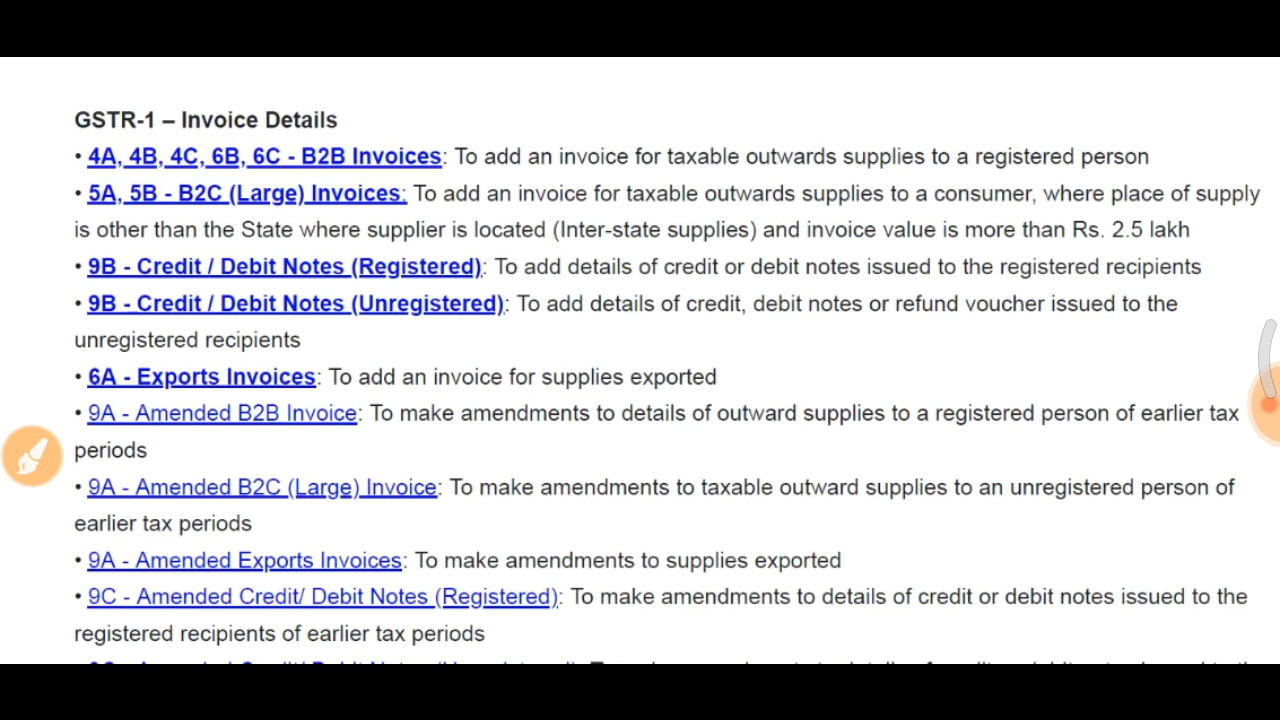 GSTR-1 – Invoice Details
• 4A, 4B, 4C, 6B, 6C - B2B Invoices: To add an invoice for taxable outwards supplies to a registered person
• 5A, 5B - B2C (Large) Invoices: To add an invoice for taxable outwards supplies to a consumer, where place of supply
is other than the State where supplier is located (Inter-state supplies) and invoice value is more than Rs. 2.5 lakh
• 9B - Credit / Debit Notes (Registered): To add details of credit or debit notes issued to the registered recipients
• 9B - Credit / Debit Notes (Unregistered): To add details of credit, debit notes or refund voucher issued to the
unregistered recipients
• 6A - Exports Invoices: To add an invoice for supplies exported
• 9A - Amended B2B Invoice: To make amendments to details of outward supplies to a registered person of earlier tax
periods
• 9A - Amended B2C (Large) Invoice: To make amendments to taxable outward supplies to an unregistered person of
earlier tax periods
• 9A - Amended Exports Invoices: To make amendments to supplies exported
• 9C - Amended Credit/ Debit Notes (Registered): To make amendments to details of credit or debit notes issued to the
registered recipients of earlier tax periods